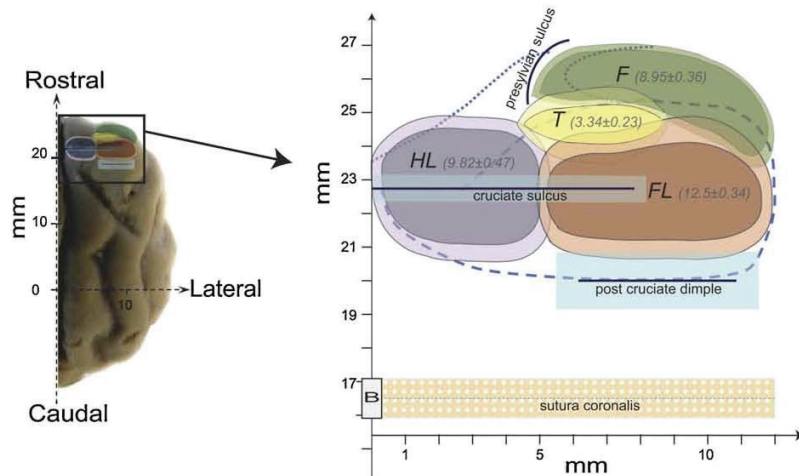 Rostral
20
10
mm
0
10
Lateral
Caudal
27
25
23
21
19
17
mm
presylvian sulcus
F (8.95±0.36)
T (3.34±0.23)
HL (9.82±0.47)
FL (12.5±0.34)
cruciate sulcus
post cruciate dimple
B
sutura coronalis
1
5
10
mm